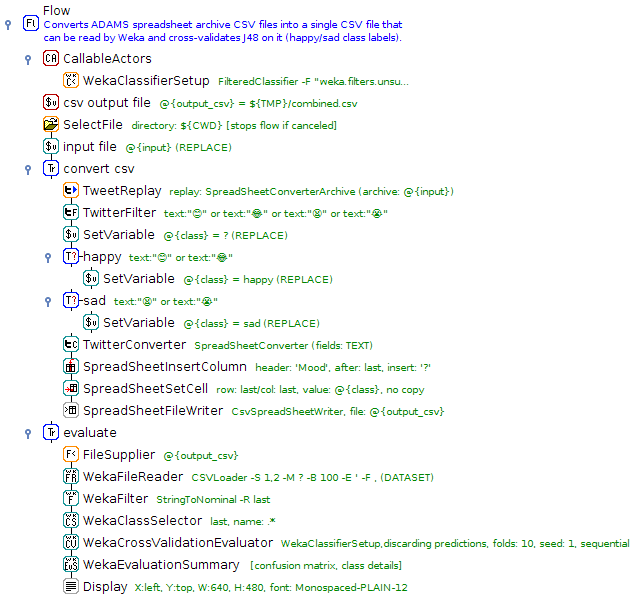 Flow
Converts ADAMS spreadsheet archive CSV files into a single CSV file that
can be read by Weka and cross-validates J48 on it (happy/sad class labels).
CallableActors
WekaClassifierSetup FilteredClassifier -F "weka.filters.unsu...
csv output file @{output_csv} = ${TMP}/combined.csv
SelectFile directory: ${CWD} [stops flow if canceled]
input file @{input} (REPLACE)
convert csv
TweetReplay replay: SpreadSheetConverterArchive (archive: @{input})
TwitterFilter text:"😊" or text:"😂" or text:"😫" or text:"😭"
SetVariable @{class} = ? (REPLACE)
happy text:"😊" or text:"😂"
SetVariable @{class} = happy (REPLACE)
sad text:"😫" or text:"😭"
SetVariable @{class} = sad (REPLACE)
TwitterConverter SpreadSheetConverter (fields: TEXT)
SpreadSheetInsertColumn header: 'Mood', after: last, insert: '?'
SpreadSheetSetCell row: last/col: last, value: @{class}, no copy
SpreadSheetFileWriter CsvSpreadSheetWriter, file: @{output_csv}
evaluate
FileSupplier @{output_csv}
WekaFileReader CSVLoader -S 1,2 -M ? -B 100 -E ' -F , (DATASET)
WekaFilter StringToNominal -R last
WekaClassSelector last, name: .*
WekaCrossValidationEvaluator WekaClassifierSetup,discarding predictions, folds: 10, seed: 1, sequential
WekaEvaluationSummary [confusion matrix, class details]
Display X:left, Y:top, W:640, H:480, font: Monospaced-PLAIN-12